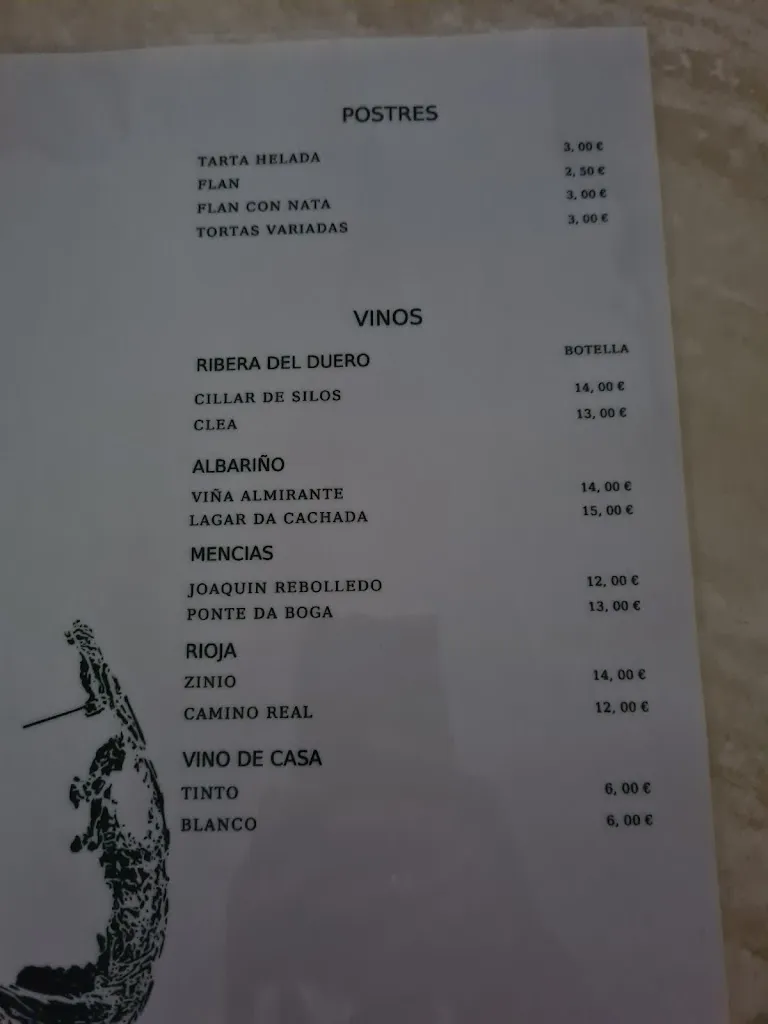 POSTRES
TARTA HELADA 3,00 €
FLAN 2,50 €
FLAN CON NATA 3,00 €
TORTAS VARIADAS 3,00 €
VINOS
RIBERA DEL DUERO BOTELLA
CILLAR DE SILOS 14,00 €
CLEA 13,00 €
ALBARIÑO
VIÑA ALMIRANTE 14,00 €
LAGAR DA CACHADA 15,00 €
MENCIAS
JOAQUIN REBOLLEDO 12,00 €
PONTE DA BOGA 13,00 €
RIOJA
ZINIO 14,00 €
CAMINO REAL 12,00 €
VINO DE CASA
TINTO 6,00 €
BLANCO 6,00 €